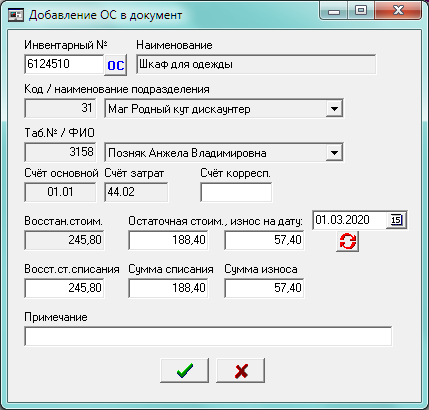 Добавление ОС в документ
Инвентарный № Наименование
6124510 ОС Шкаф для одежды
Код / наименование подразделения
31 Маг Родный кут дискаунтер
Таб.№ / ФИО
3158 Позняк Анжела Владимировна
Счёт основной Счёт затрат Счёт корресп.
01.01 44.02
Восстан.стоим. Остаточная стоим., износ на дату: 01.03.2020 15
245,80 188,40 57,40
Восст.ст.списания Сумма списания Сумма износа
245,80 188,40 57,40
Примечание